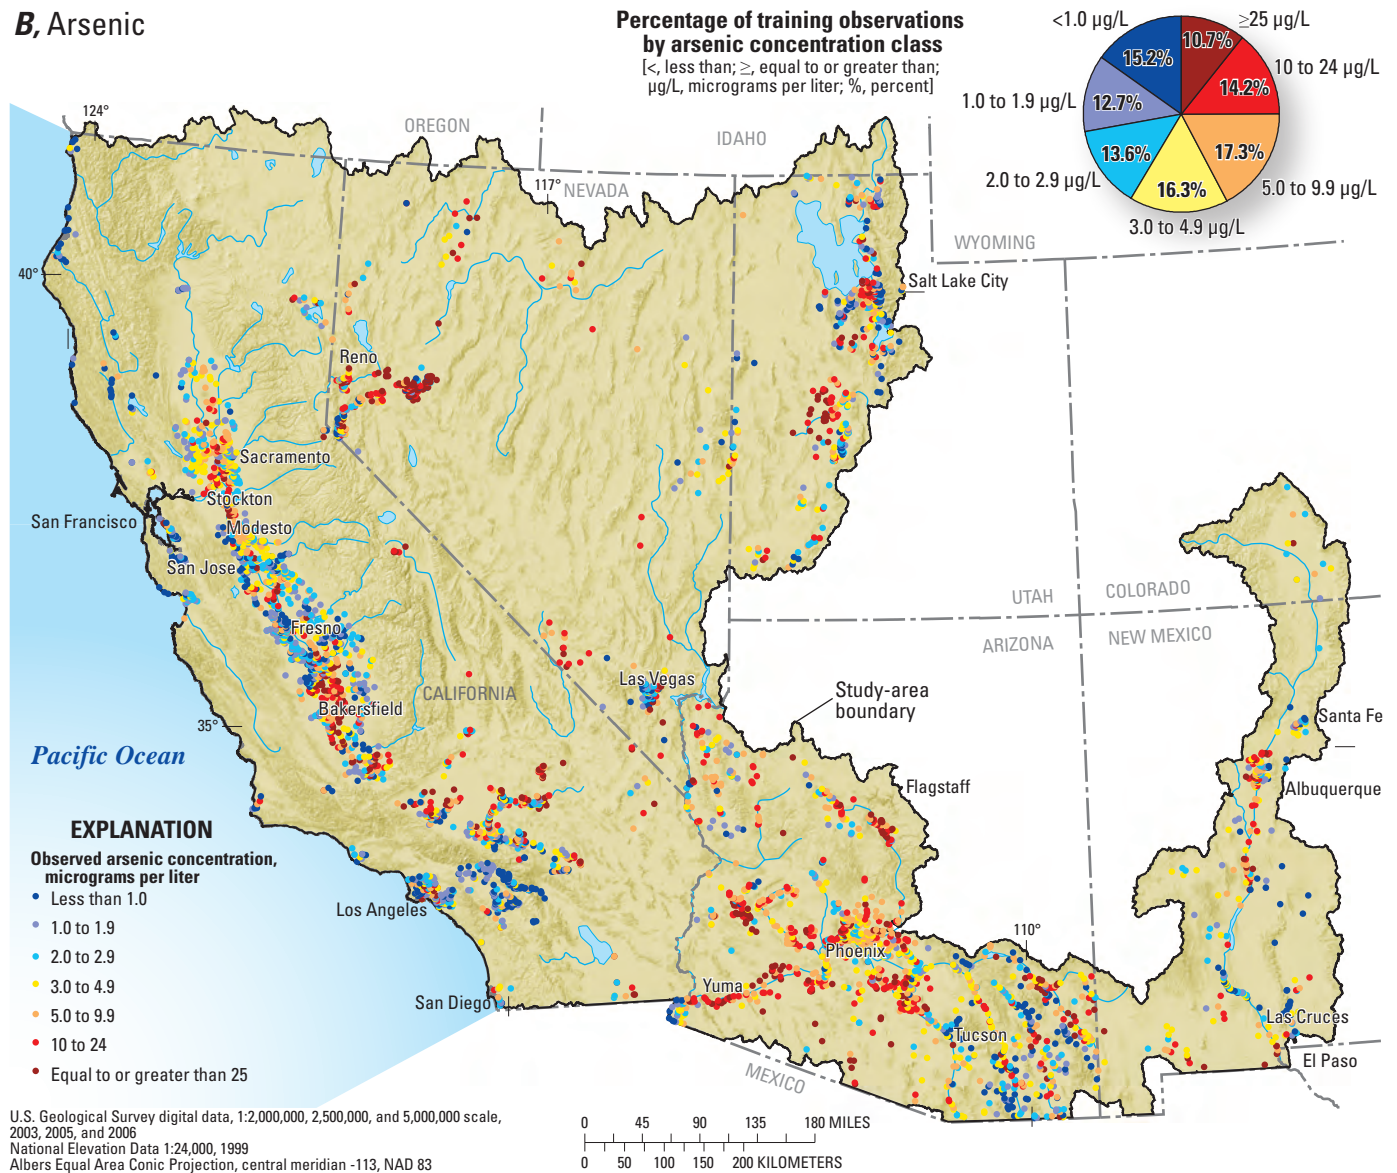 B, Arsenic
Percentage of training observations
by arsenic concentration class
[<, less than; ≥, equal to or greater than;
µg/L, micrograms per liter; %, percent]
<1.0 µg/L
≥25 µg/L
15.2%
10.7%
10 to 24 µg/L
14.2%
1.0 to 1.9 µg/L
12.7%
13.6%
17.3%
2.0 to 2.9 µg/L
16.3%
5.0 to 9.9 µg/L
3.0 to 4.9 µg/L
124°
OREGON
IDAHO
117°
NEVADA
WYOMING
40°
Salt Lake City
Reno
Sacramento
Stockton
San Francisco
Modesto
San Jose
UTAH
COLORADO
Fresno
ARIZONA
NEW MEXICO
Las Vegas
CALIFORNIA
Study-area
boundary
Bakersfield
35°
Santa Fe
Pacific Ocean
Flagstaff
Albuquerque
EXPLANATION
Observed arsenic concentration,
micrograms per liter
Less than 1.0
1.0 to 1.9
2.0 to 2.9
3.0 to 4.9
5.0 to 9.9
10 to 24
Equal to or greater than 25
Los Angeles
110°
Phoenix
San Diego
Yuma
Las Cruces
Tucson
El Paso
MEXICO
U.S. Geological Survey digital data, 1:2,000,000, 2,500,000, and 5,000,000 scale,
2003, 2005, and 2006
National Elevation Data 1:24,000, 1999
Albers Equal Area Conic Projection, central meridian -113, NAD 83
0 45 90 135 180 MILES
0 50 100 150 200 KILOMETERS